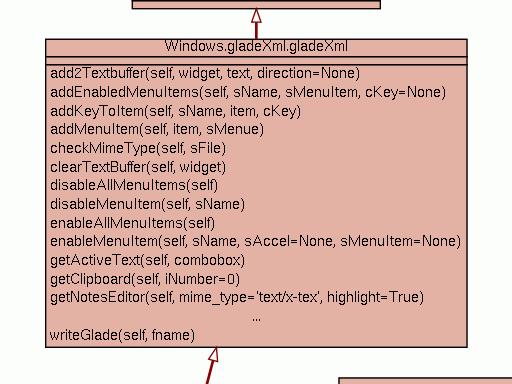 Windows.gladeXml.gladeXml
add2Textbuffer(self, widget, text, direction=None)
addEnabledMenuItems(self, sName, sMenuItem, cKey=None)
addKeyToItem(self, sName, item, cKey)
addMenuItem(self, item, sMenue)
checkMimeType(self, sFile)
clearTextBuffer(self, widget)
disableAllMenuItems(self)
disableMenuItem(self, sName)
enableAllMenuItems(self)
enableMenuItem(self, sName, sAccel=None, sMenuItem=None)
getActiveText(self, combobox)
getClipboard(self, iNumber=0)
getNotesEditor(self, mime_type='text/x-tex', highlight=True)
...
writeGlade(self, fname)